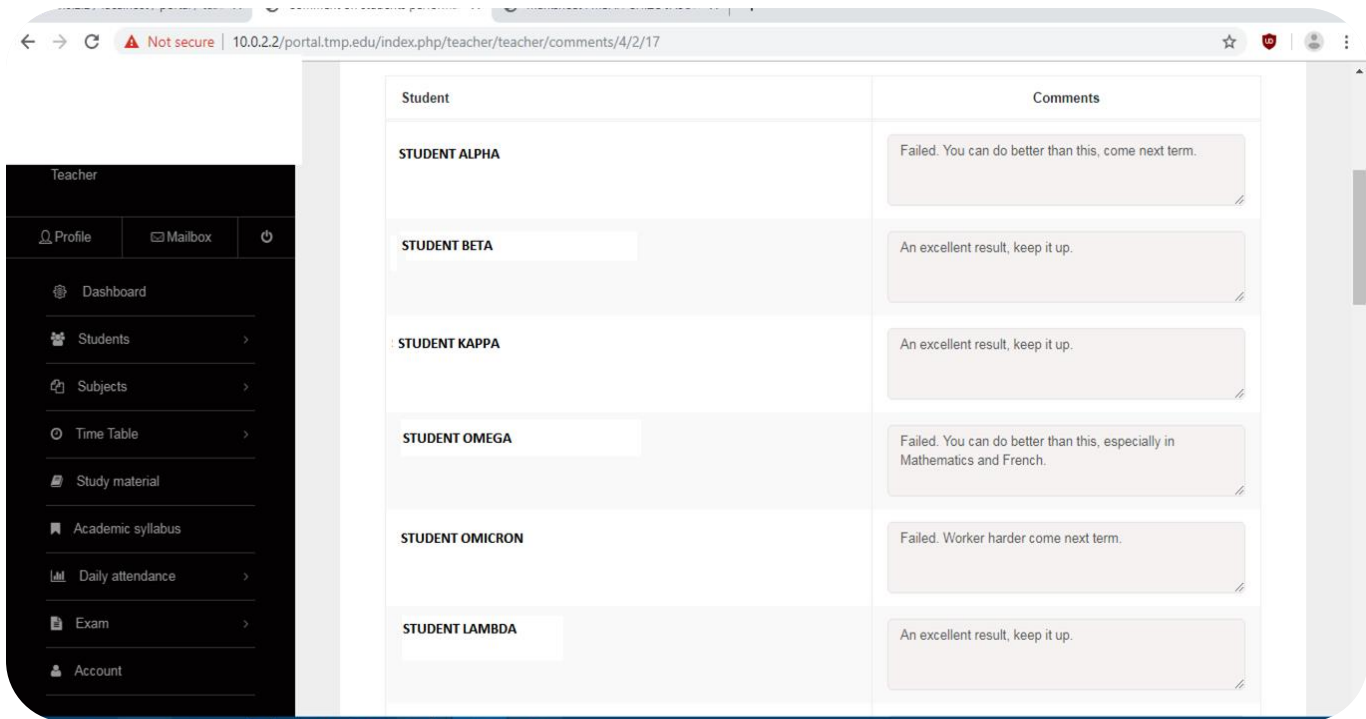 Not secure | 10.0.2.2/portal.tmp.edu/index.php/teacher/teacher/comments/4/2/17
Teacher
Profile
Mailbox
Dashboard
Students
Subjects
Time Table
Study material
Academic syllabus
Daily attendance
Exam
Account
Student
Comments
STUDENT ALPHA
Failed. You can do better than this, come next term.
STUDENT BETA
An excellent result, keep it up.
STUDENT KAPPA
An excellent result, keep it up.
STUDENT OMEGA
Failed. You can do better than this, especially in
Mathematics and French.
STUDENT OMICRON
Failed. Worker harder come next term.
STUDENT LAMBDA
An excellent result, keep it up.